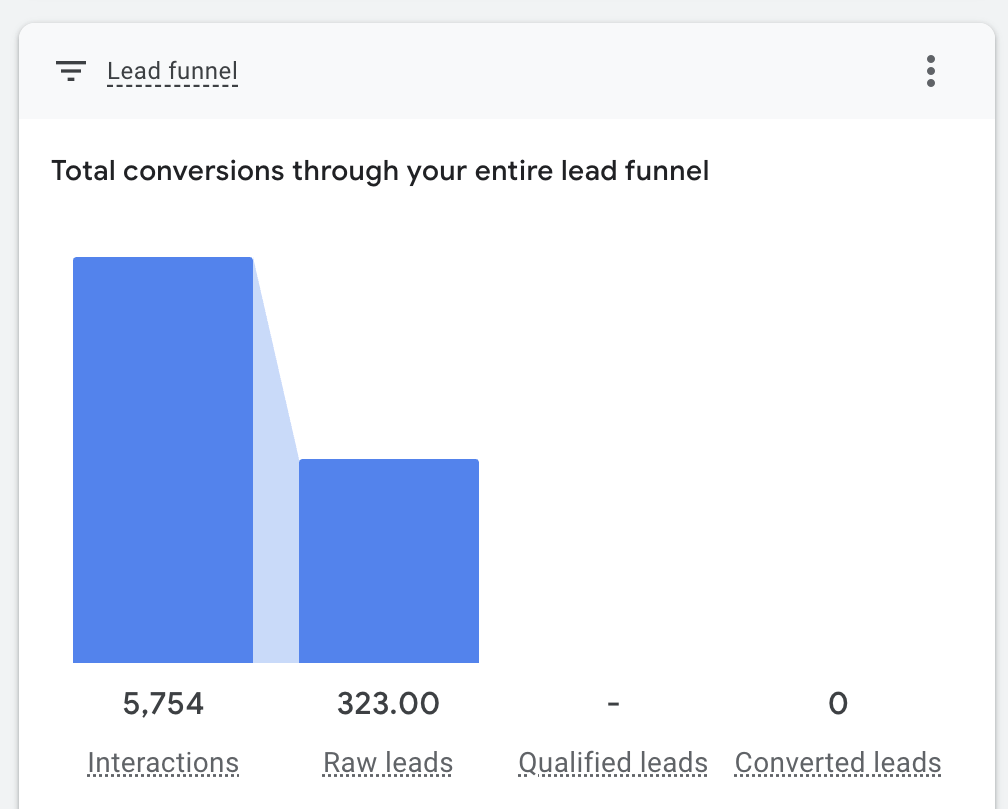 Lead funnel
Total conversions through your entire lead funnel
5,754 323.00 - 0
Interactions Raw leads Qualified leads Converted leads